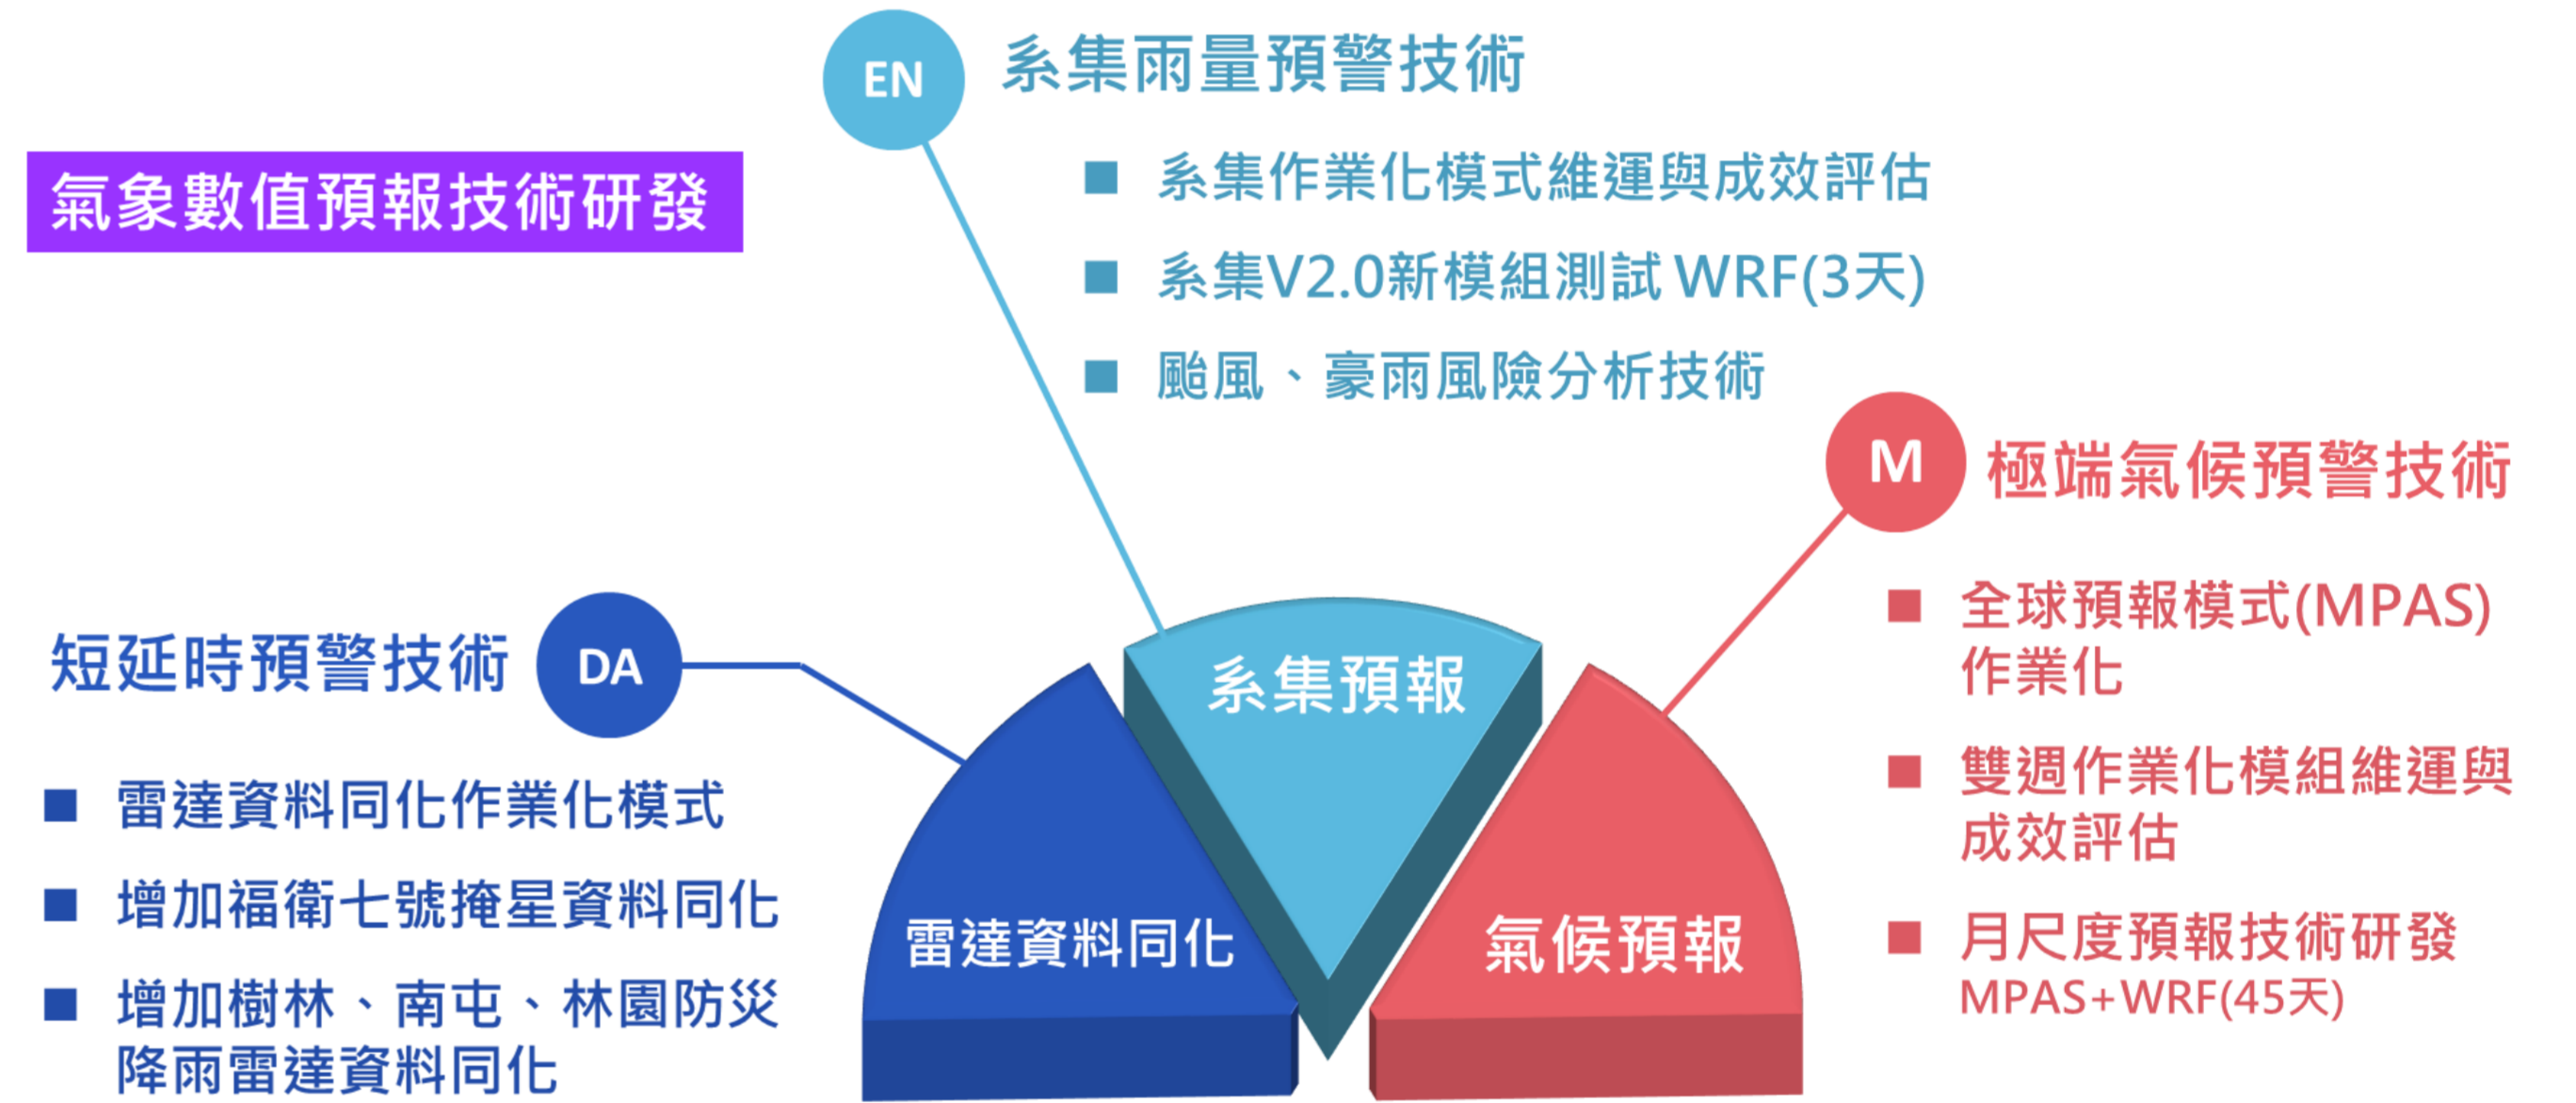 氣象數值預報技術研發
EN
系集雨量預警技術
系集作業化模式維運與成效評估
系集V2.0新模組測試 WRF(3天)
颱風、豪雨風險分析技術
M
極端氣候預警技術
全球預報模式(MPAS)
作業化
雙週作業化模組維運與
成效評估
月尺度預報技術研發
MPAS+WRF(45天)
短延時預警技術
DA
雷達資料同化作業化模式
增加福衛七號掩星資料同化
增加樹林、南屯、林園防災
降雨雷達資料同化
雷達資料同化
系集預報
氣候預報